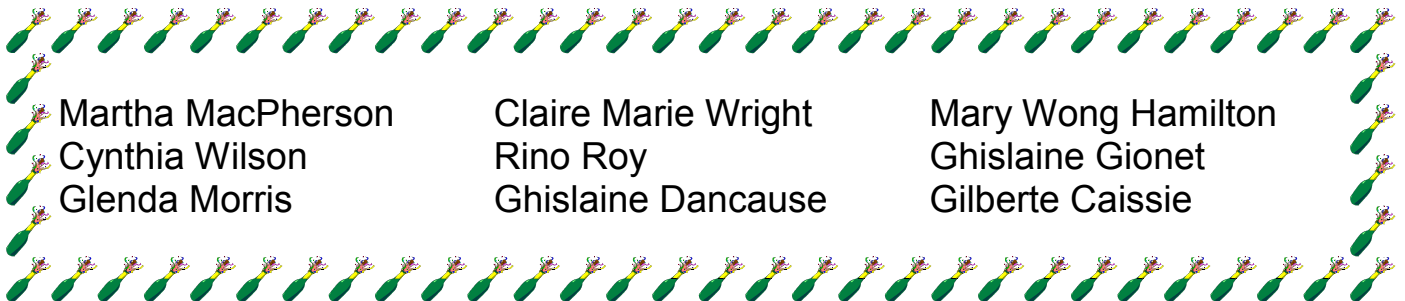 Martha MacPherson Claire Marie Wright Mary Wong Hamilton
Cynthia Wilson Rino Roy Ghislaine Gionet
Glenda Morris Ghislaine Dancause Gilberte Caissie